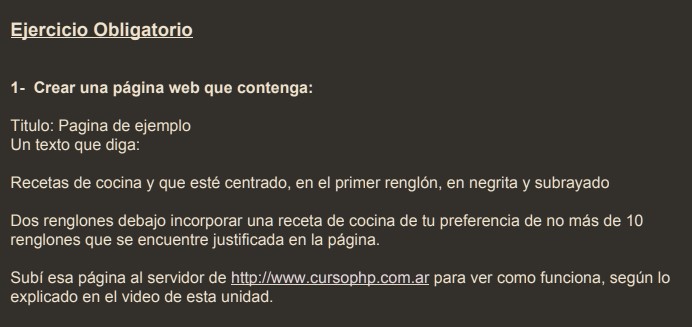 Ejercicio Obligatorio
1- Crear una página web que contenga:
Titulo: Pagina de ejemplo
Un texto que diga:
Recetas de cocina y que esté centrado, en el primer renglón, en negrita y subrayado
Dos renglones debajo incorporar una receta de cocina de tu preferencia de no más de 10
renglones que se encuentre justificada en la página.
Subí esa página al servidor de http://www.cursophp.com.ar para ver como funciona, según lo
explicado en el video de esta unidad.